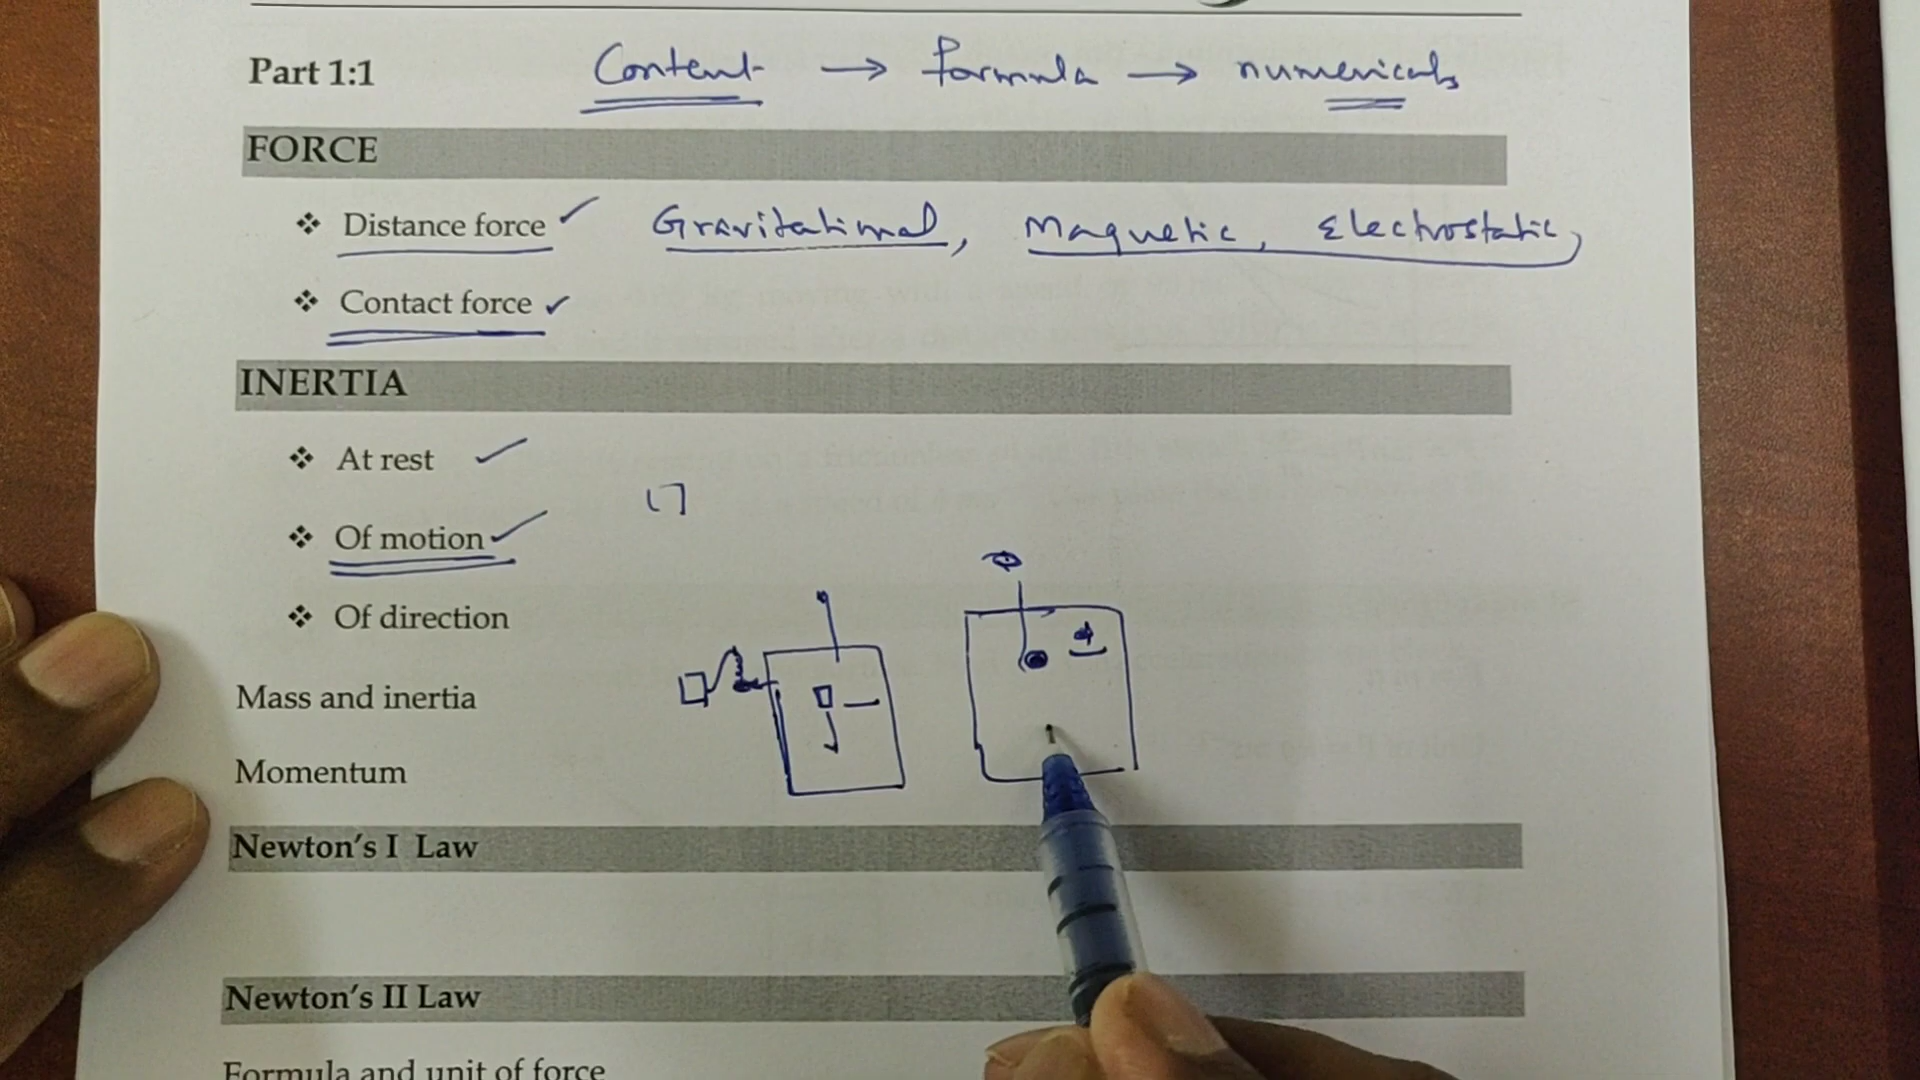 Part 1:1 Content → formula → numericals
FORCE
❖ Distance force ✓ Gravitational, Magnetic, Electrostatic,
❖ Contact force ✓
INERTIA
❖ At rest ✓
❖ Of motion ✓
❖ Of direction
Mass and inertia
Momentum
Newton's I Law
Newton's II Law
Formula and unit of force